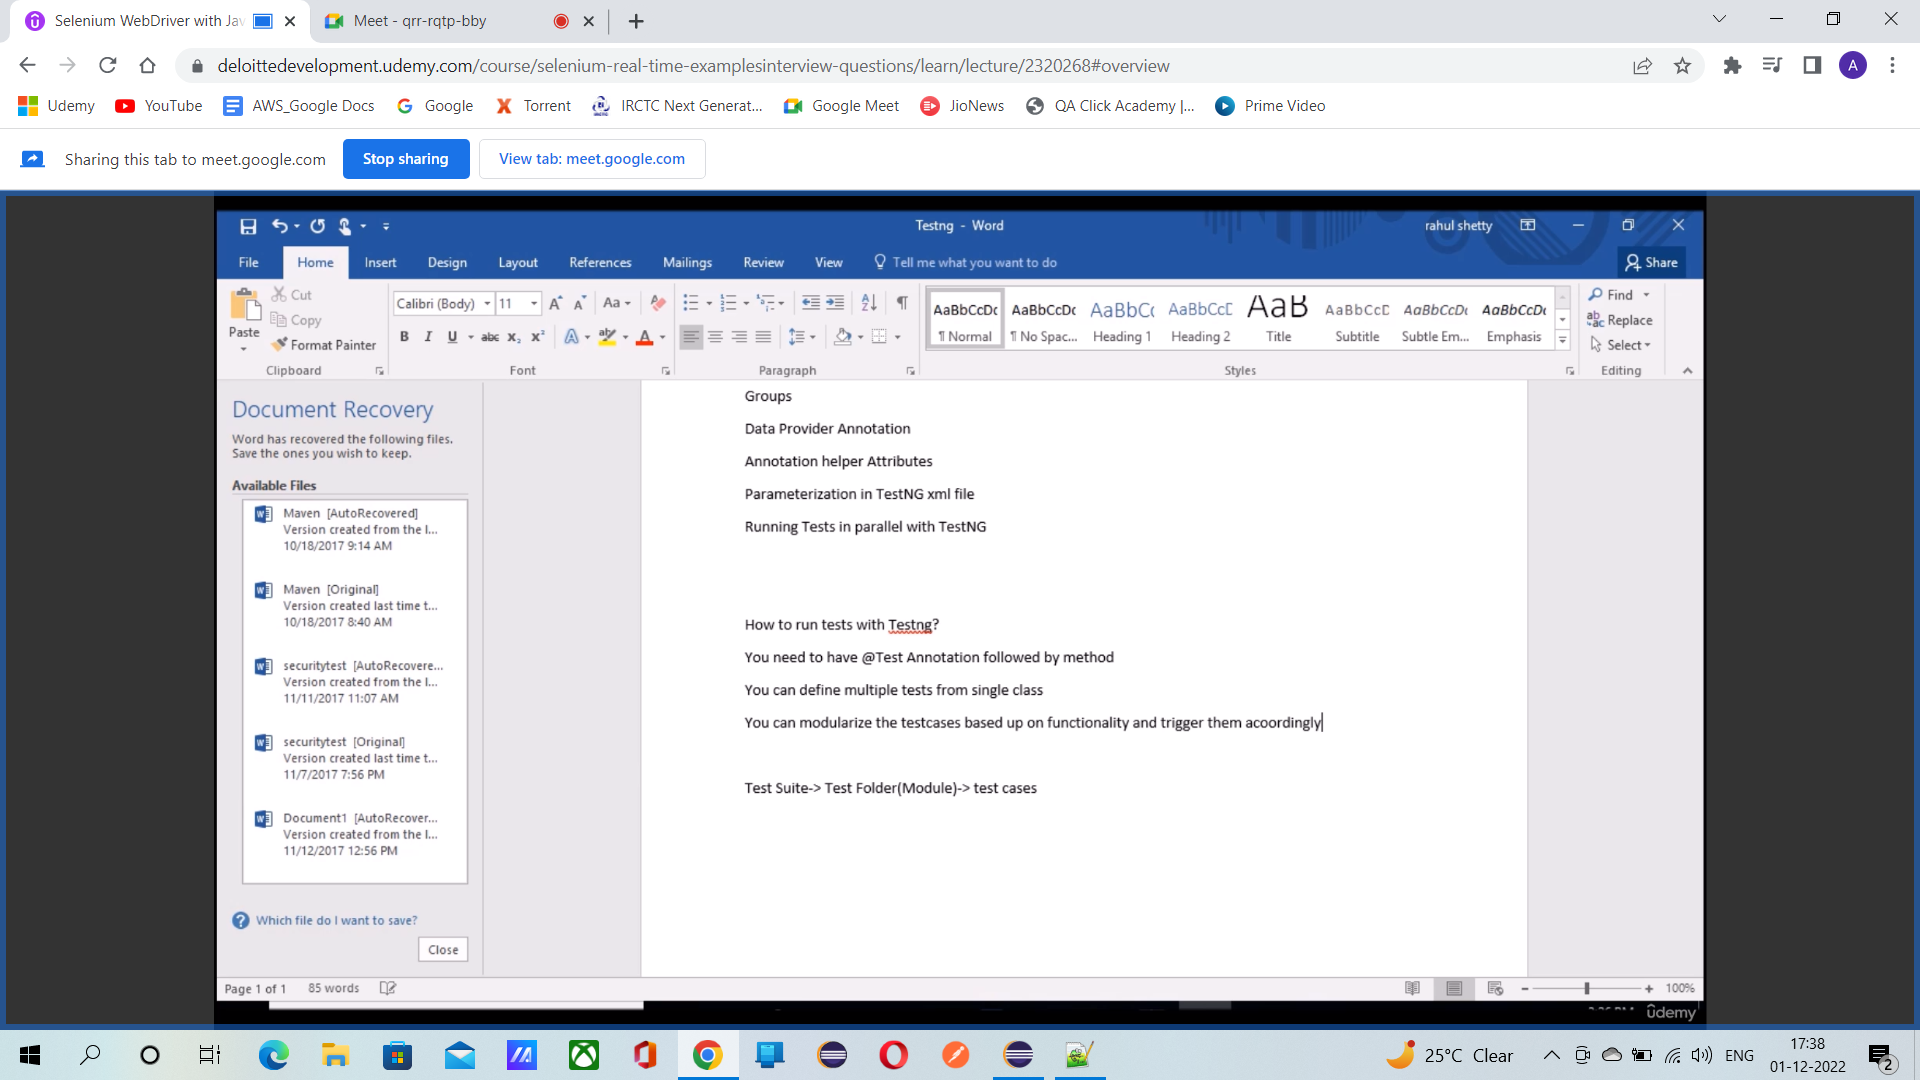 Selenium WebDriver with Jav
Meet - qrr-rqtp-bby
deloittedevelopment.udemy.com/course/selenium-real-time-examplesinterview-questions/learn/lecture/2320268#overview
A
Udemy
YouTube
AWS_Google Docs
Google
Torrent
IRCTC Next Generat...
Google Meet
JioNews
QA Click Academy |...
Prime Video
Sharing this tab to meet.google.com
Stop sharing
View tab: meet.google.com
Testng - Word
rahul shetty
File
Home
Insert
Design
Layout
References
Mailings
Review
View
Tell me what you want to do
Share
Paste
Cut
Copy
Format Painter
Clipboard
Calibri (Body)
11
Font
Paragraph
AaBbCcDc
¶ Normal
AaBbCcDc
¶ No Spac...
AaBbCc
Heading 1
AaBbCcD
Heading 2
AaB
Title
AaBbCcD
Subtitle
AaBbCcDc
Subtle Em...
AaBbCcDc
Emphasis
Styles
Find
Replace
Select
Editing
Document Recovery
Word has recovered the following files.
Save the ones you wish to keep.
Available Files
Maven [AutoRecovered]
Version created from the l...
10/18/2017 9:14 AM
Maven [Original]
Version created last time t...
10/18/2017 8:40 AM
securitytest [AutoRecovere...
Version created from the l...
11/11/2017 11:07 AM
securitytest [Original]
Version created last time t...
11/7/2017 7:56 PM
Document1 [AutoRecover...
Version created from the l...
11/12/2017 12:56 PM
Which file do I want to save?
Close
Groups
Data Provider Annotation
Annotation helper Attributes
Parameterization in TestNG xml file
Running Tests in parallel with TestNG
How to run tests with Testng?
You need to have @Test Annotation followed by method
You can define multiple tests from single class
You can modularize the testcases based up on functionality and trigger them acoordingly
Test Suite-> Test Folder(Module)-> test cases
Page 1 of 1
85 words
100%
ûdemy
25°C Clear
ENG
17:38
01-12-2022
2